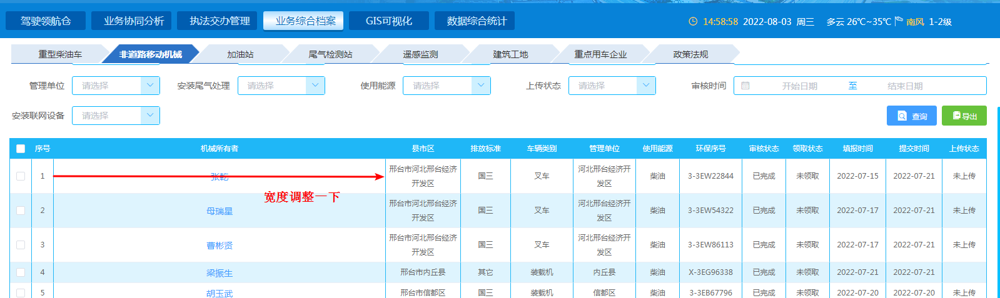 驾驶领航仓 业务协同分析 执法交办管理 业务综合档案 GIS可视化 数据综合统计 14:58:58 2022-08-03 周三 多云 26℃~35℃ 南风 1-2级
重型柴油车 非道路移动机械 加油站 尾气检测站 遥感监测 建筑工地 重点用车企业 政策法规
管理单位 请选择 安装尾气处理 请选择 使用能源 请选择 上传状态 请选择 审核时间 开始日期 至 结束日期
安装联网设备 请选择 查询 导出
序号 机械所有者 县市区 排放标准 车辆类别 管理单位 使用能源 环保序号 审核状态 领取状态 填报时间 提交时间 上传状态
1 张乾 邢台市河北邢台经济开发区 国三 叉车 河北邢台经济开发区 柴油 3-3EW22844 已完成 未领取 2022-07-15 2022-07-21 未上传
宽度调整一下
2 母瑞星 邢台市河北邢台经济开发区 国三 叉车 河北邢台经济开发区 柴油 3-3EW54322 已完成 未领取 2022-07-17 2022-07-21 未上传
3 曹彬贤 邢台市河北邢台经济开发区 国三 叉车 河北邢台经济开发区 柴油 3-3EW86113 已完成 未领取 2022-07-17 2022-07-21 未上传
4 梁振生 邢台市内丘县 其它 装载机 内丘县 柴油 X-3EG96338 已完成 未领取 2022-07-21 2022-07-21
5 胡玉武 邢台市信都区 国三 装载机 信都区 柴油 3-3EB67796 已完成 未领取 2022-07-20 2022-07-20 未上传